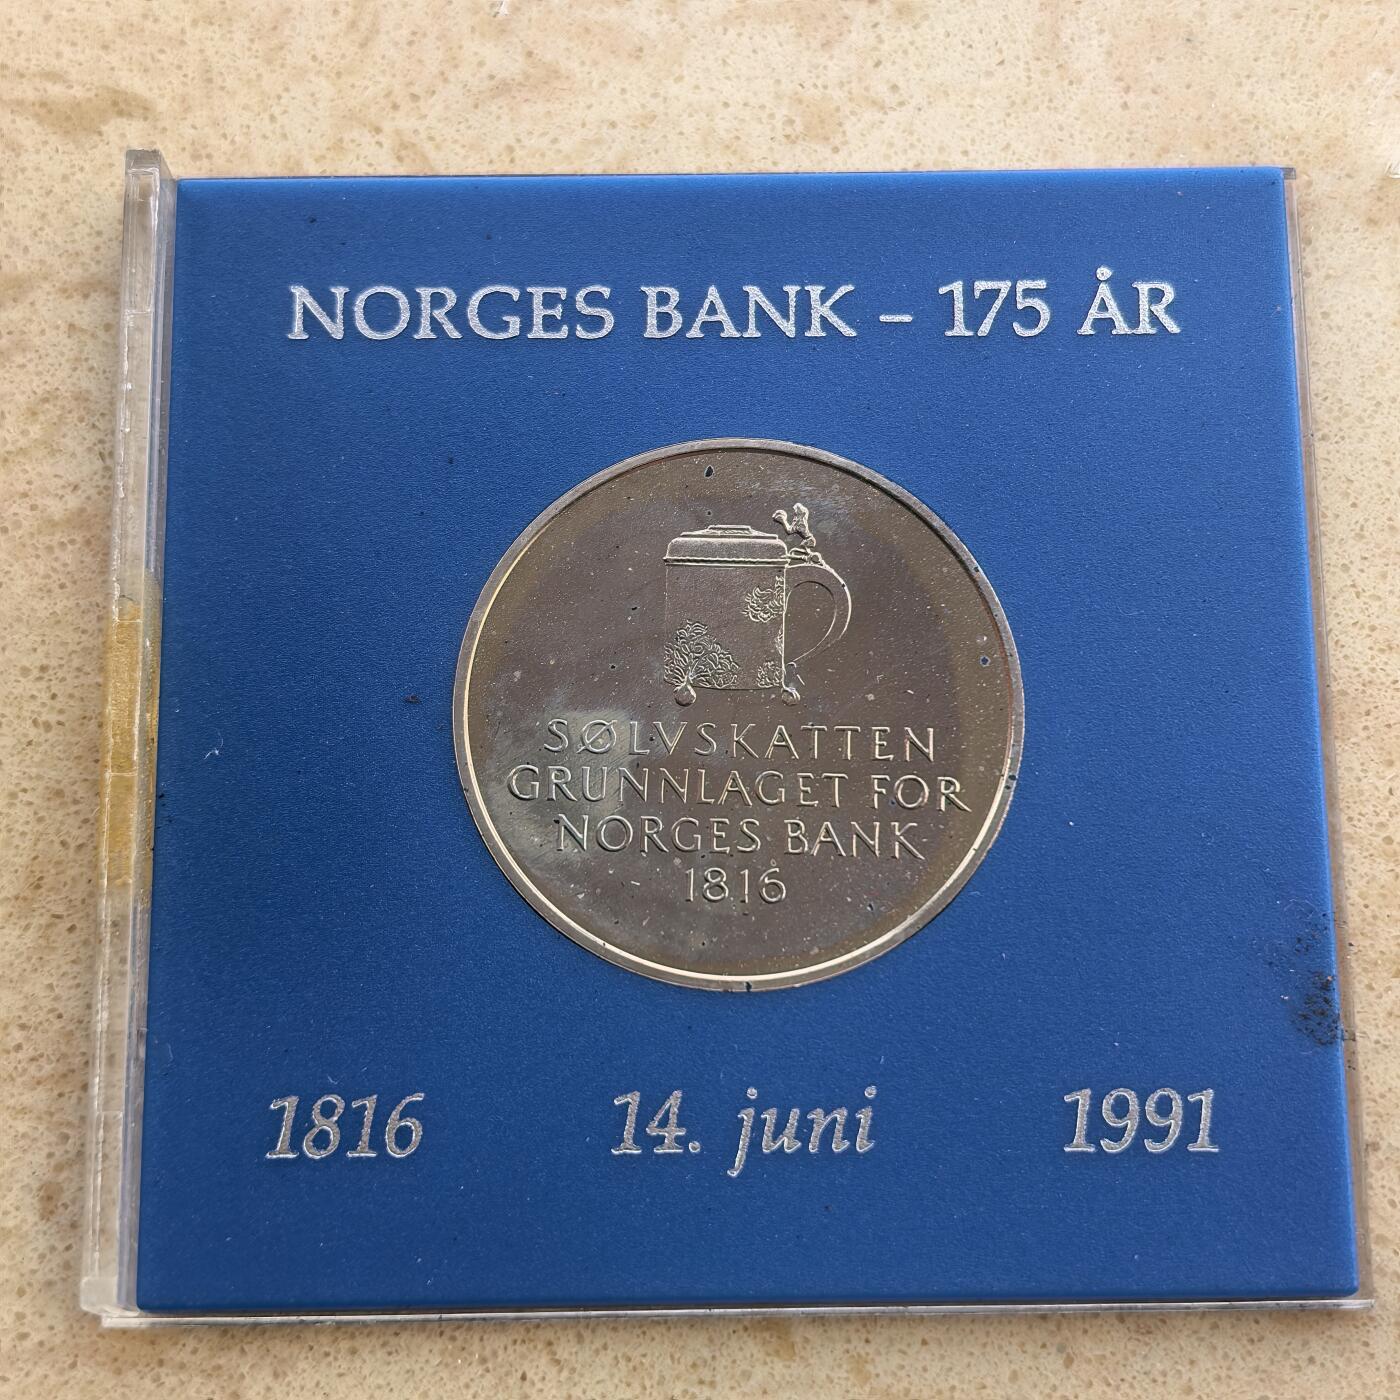 NORGES BANK – 175 ÅR
SØLVSKATTEN
GRUNNLAGET FOR
NORGES BANK
1816
1816 14. juni 1991